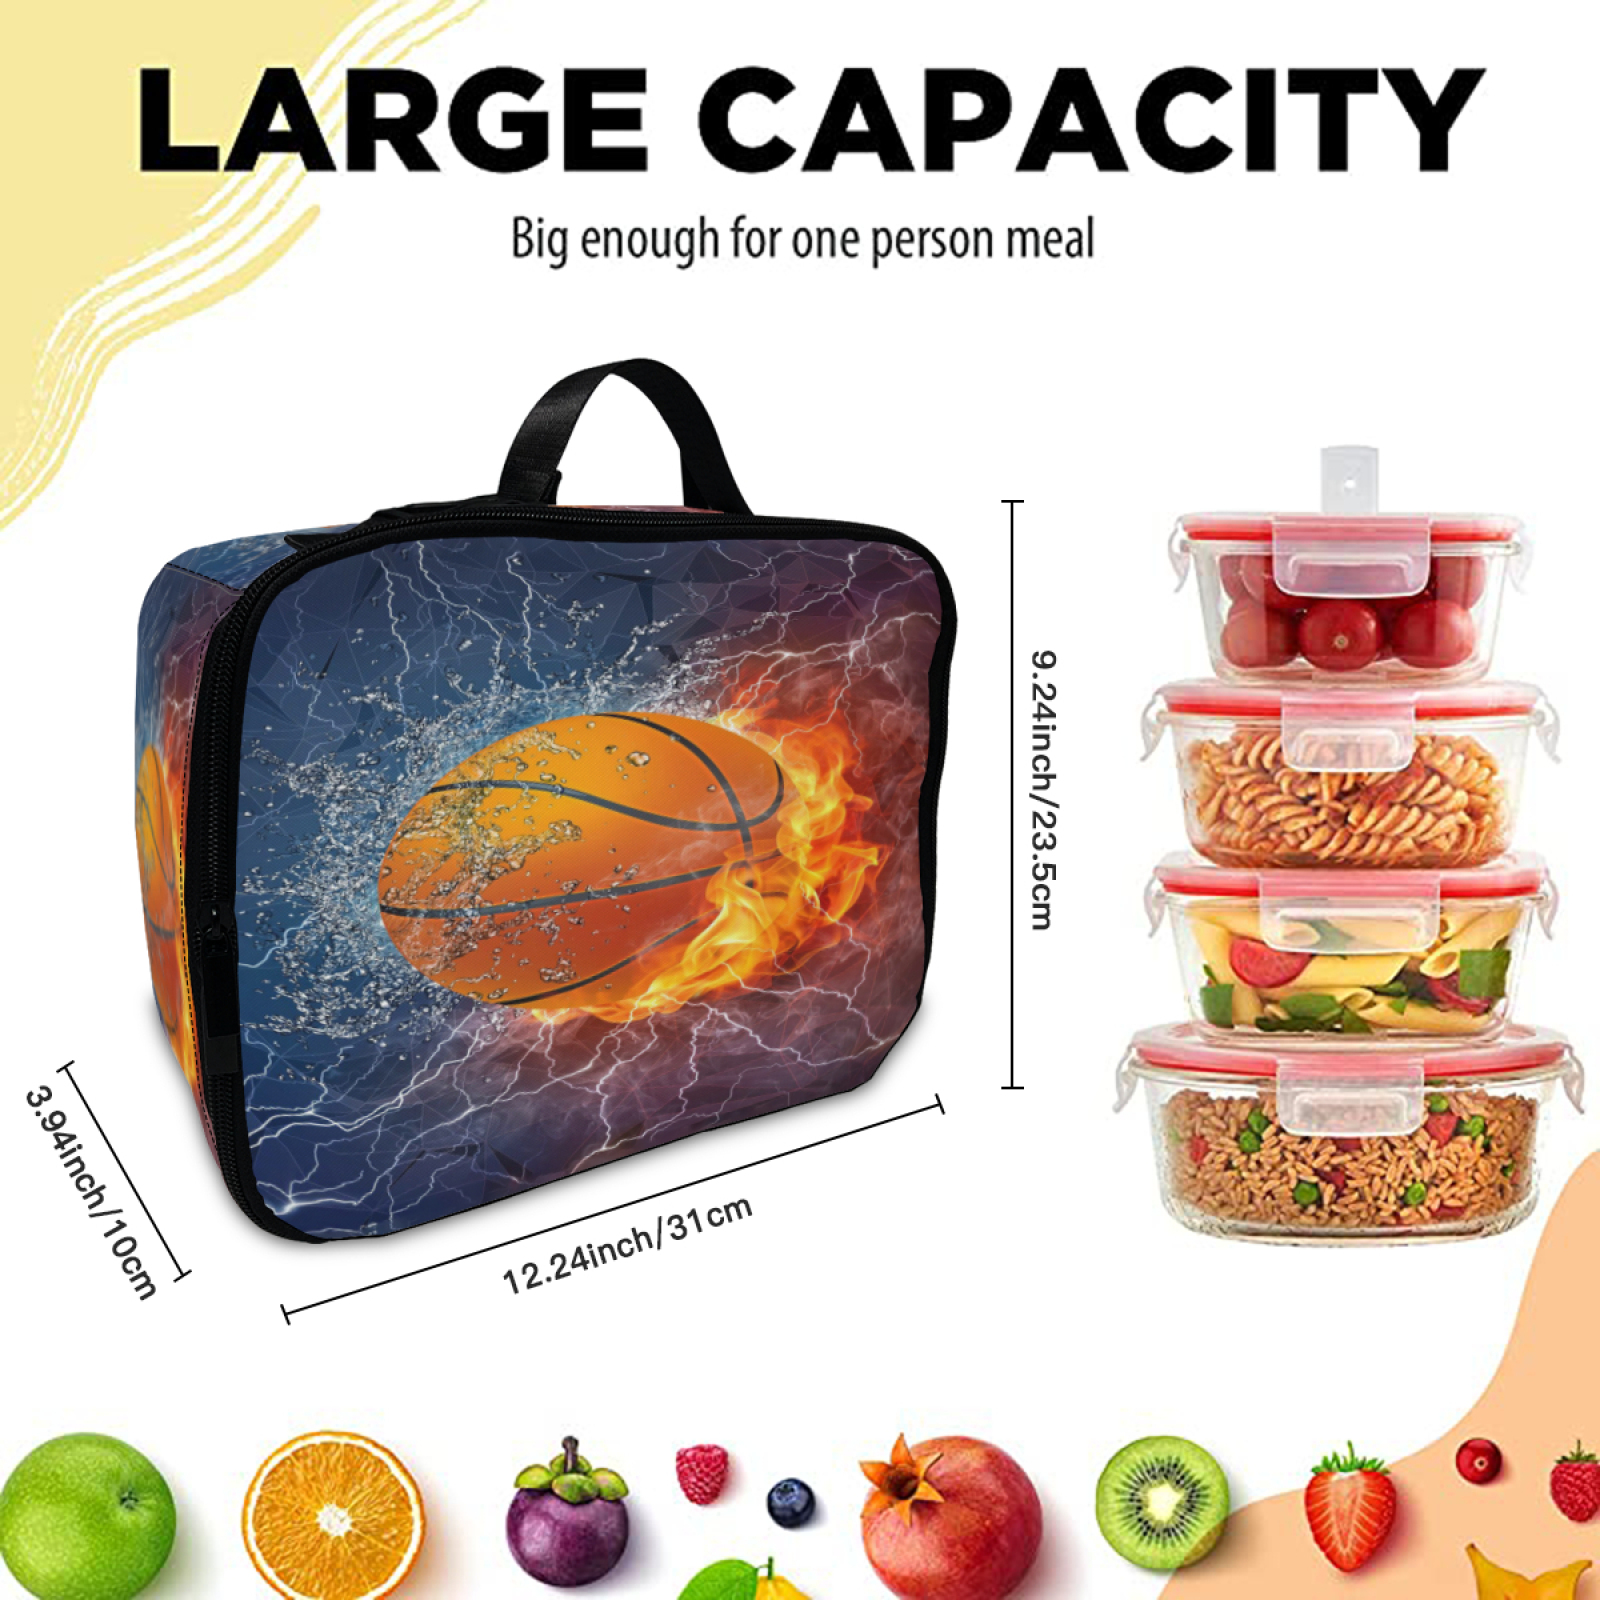 LARGE CAPACITY
Big enough for one person meal
9.24inch/23.5cm
3.94inch/10cm
12.24inch/31cm